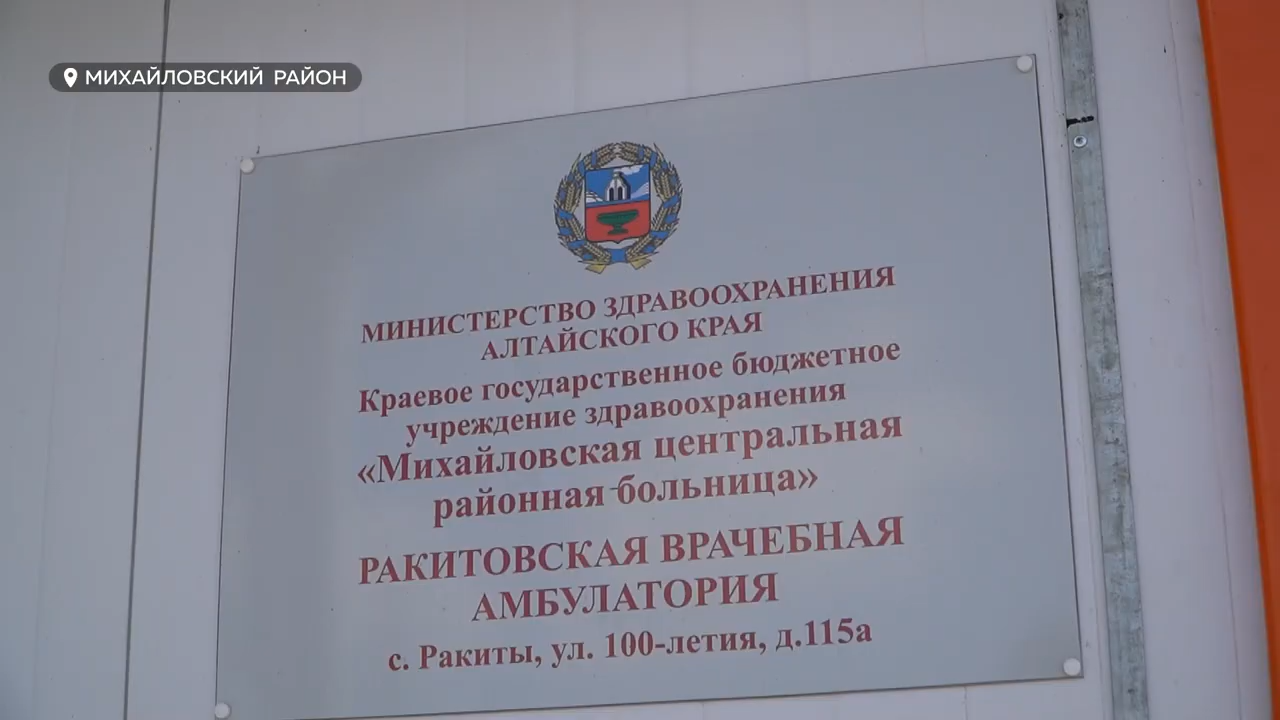 МИХАЙЛОВСКИЙ РАЙОН
МИНИСТЕРСТВО ЗДРАВООХРАНЕНИЯ
АЛТАЙСКОГО КРАЯ
Краевое государственное бюджетное
учреждение здравоохранения
«Михайловская центральная
районная больница»
РАКИТОВСКАЯ ВРАЧЕБНАЯ
АМБУЛАТОРИЯ
с. Ракиты, ул. 100-летия, д.115а